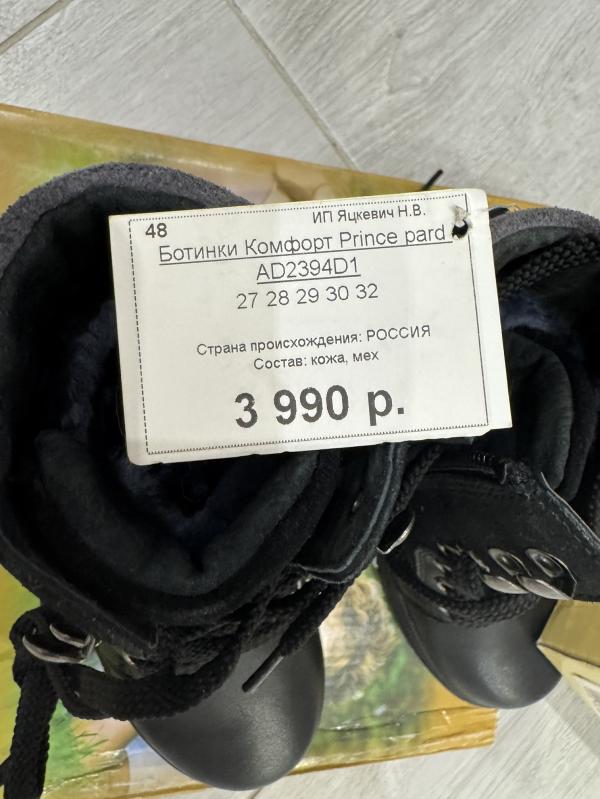 48
ИП Яцкевич Н.В.
Ботинки Комфорт Prince pard
AD2394D1
27 28 29 30 32
Страна происхождения: РОССИЯ
Состав: кожа, мех
3 990 р.